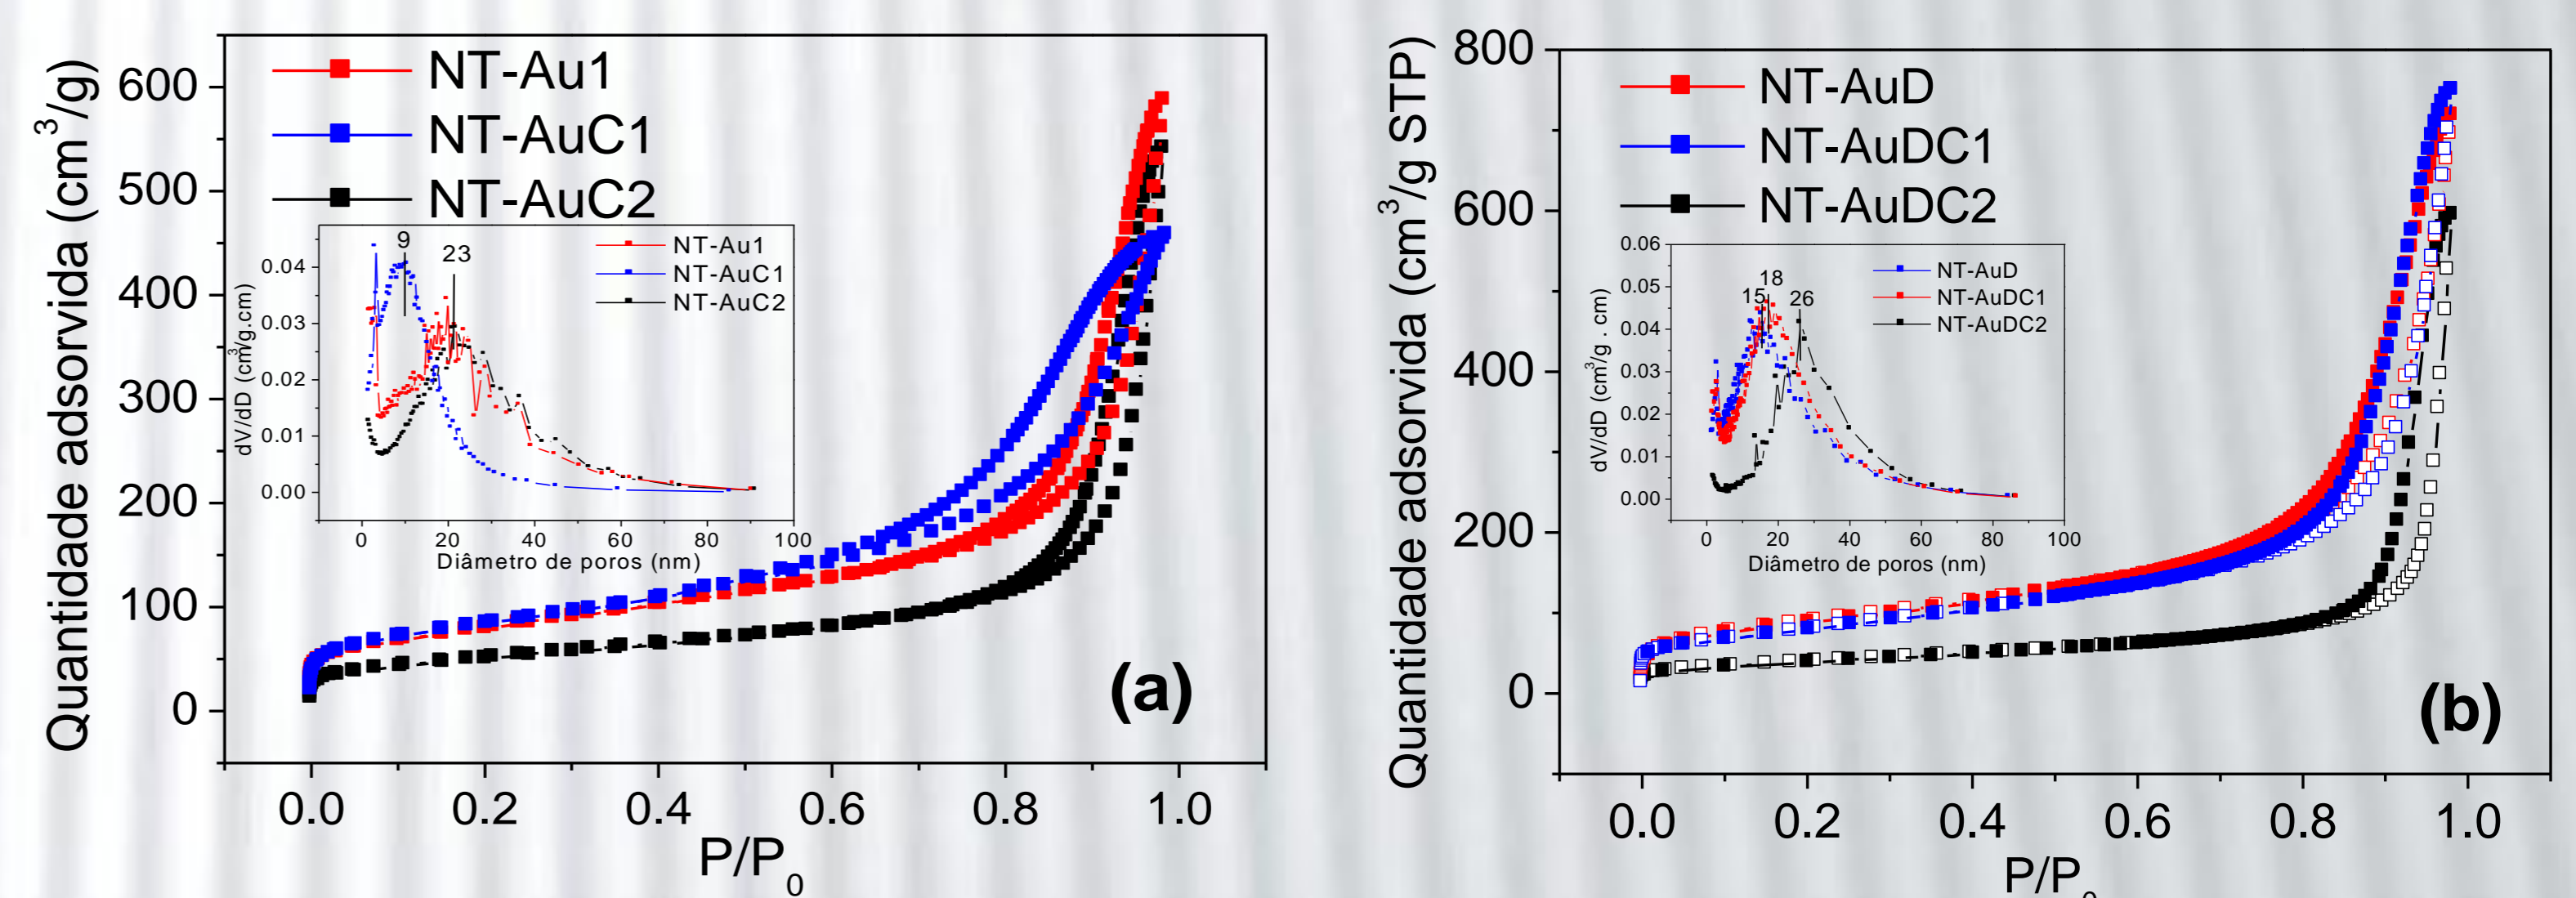 Quantidade adsorvida (cm³/g)
600
500
400
300
200
100
0
NT-Au1
NT-AuC1
NT-AuC2
dV/dD (cm³/g.cm)
0.04
0.03
0.02
0.01
0.00
9
23
NT-Au1
NT-AuC1
NT-AuC2
0 20 40 60 80 100
Diâmetro de poros (nm)
(a)
0.0 0.2 0.4 0.6 0.8 1.0
P/P₀
Quantidade adsorvida (cm³/g STP)
800
600
400
200
0
NT-AuD
NT-AuDC1
NT-AuDC2
dV/dD (cm³/g . cm)
0.06
0.05
0.04
0.03
0.02
0.01
0.00
15 18 26
NT-AuD
NT-AuDC1
NT-AuDC2
0 20 40 60 80 100
Diâmetro de poros (nm)
(b)
0.0 0.2 0.4 0.6 0.8 1.0
P/P₀